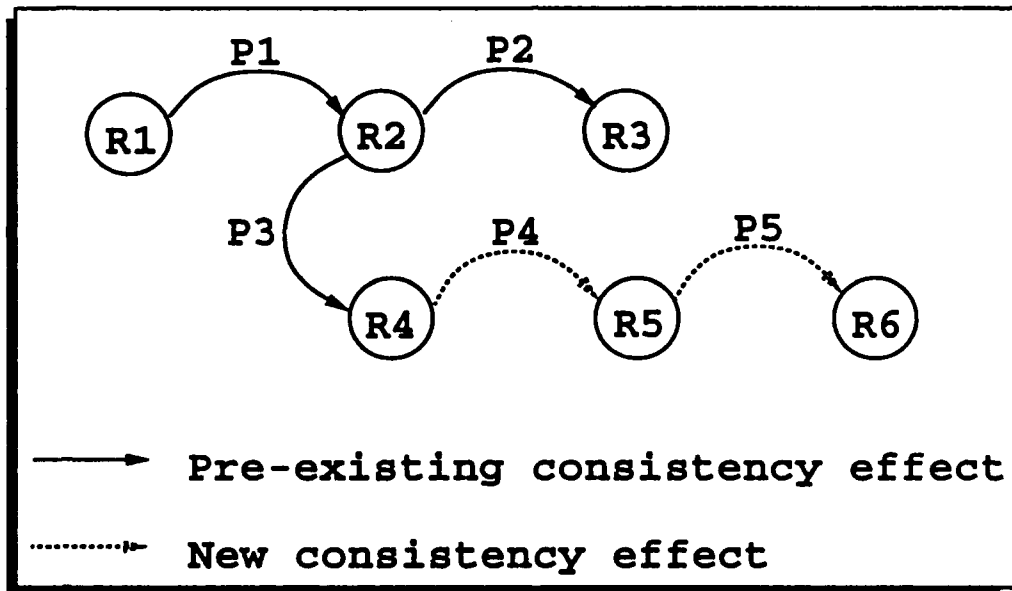 P1 P2
R1 R2 R3
P3 P4 P5
R4 R5 R6
Pre-existing consistency effect
New consistency effect